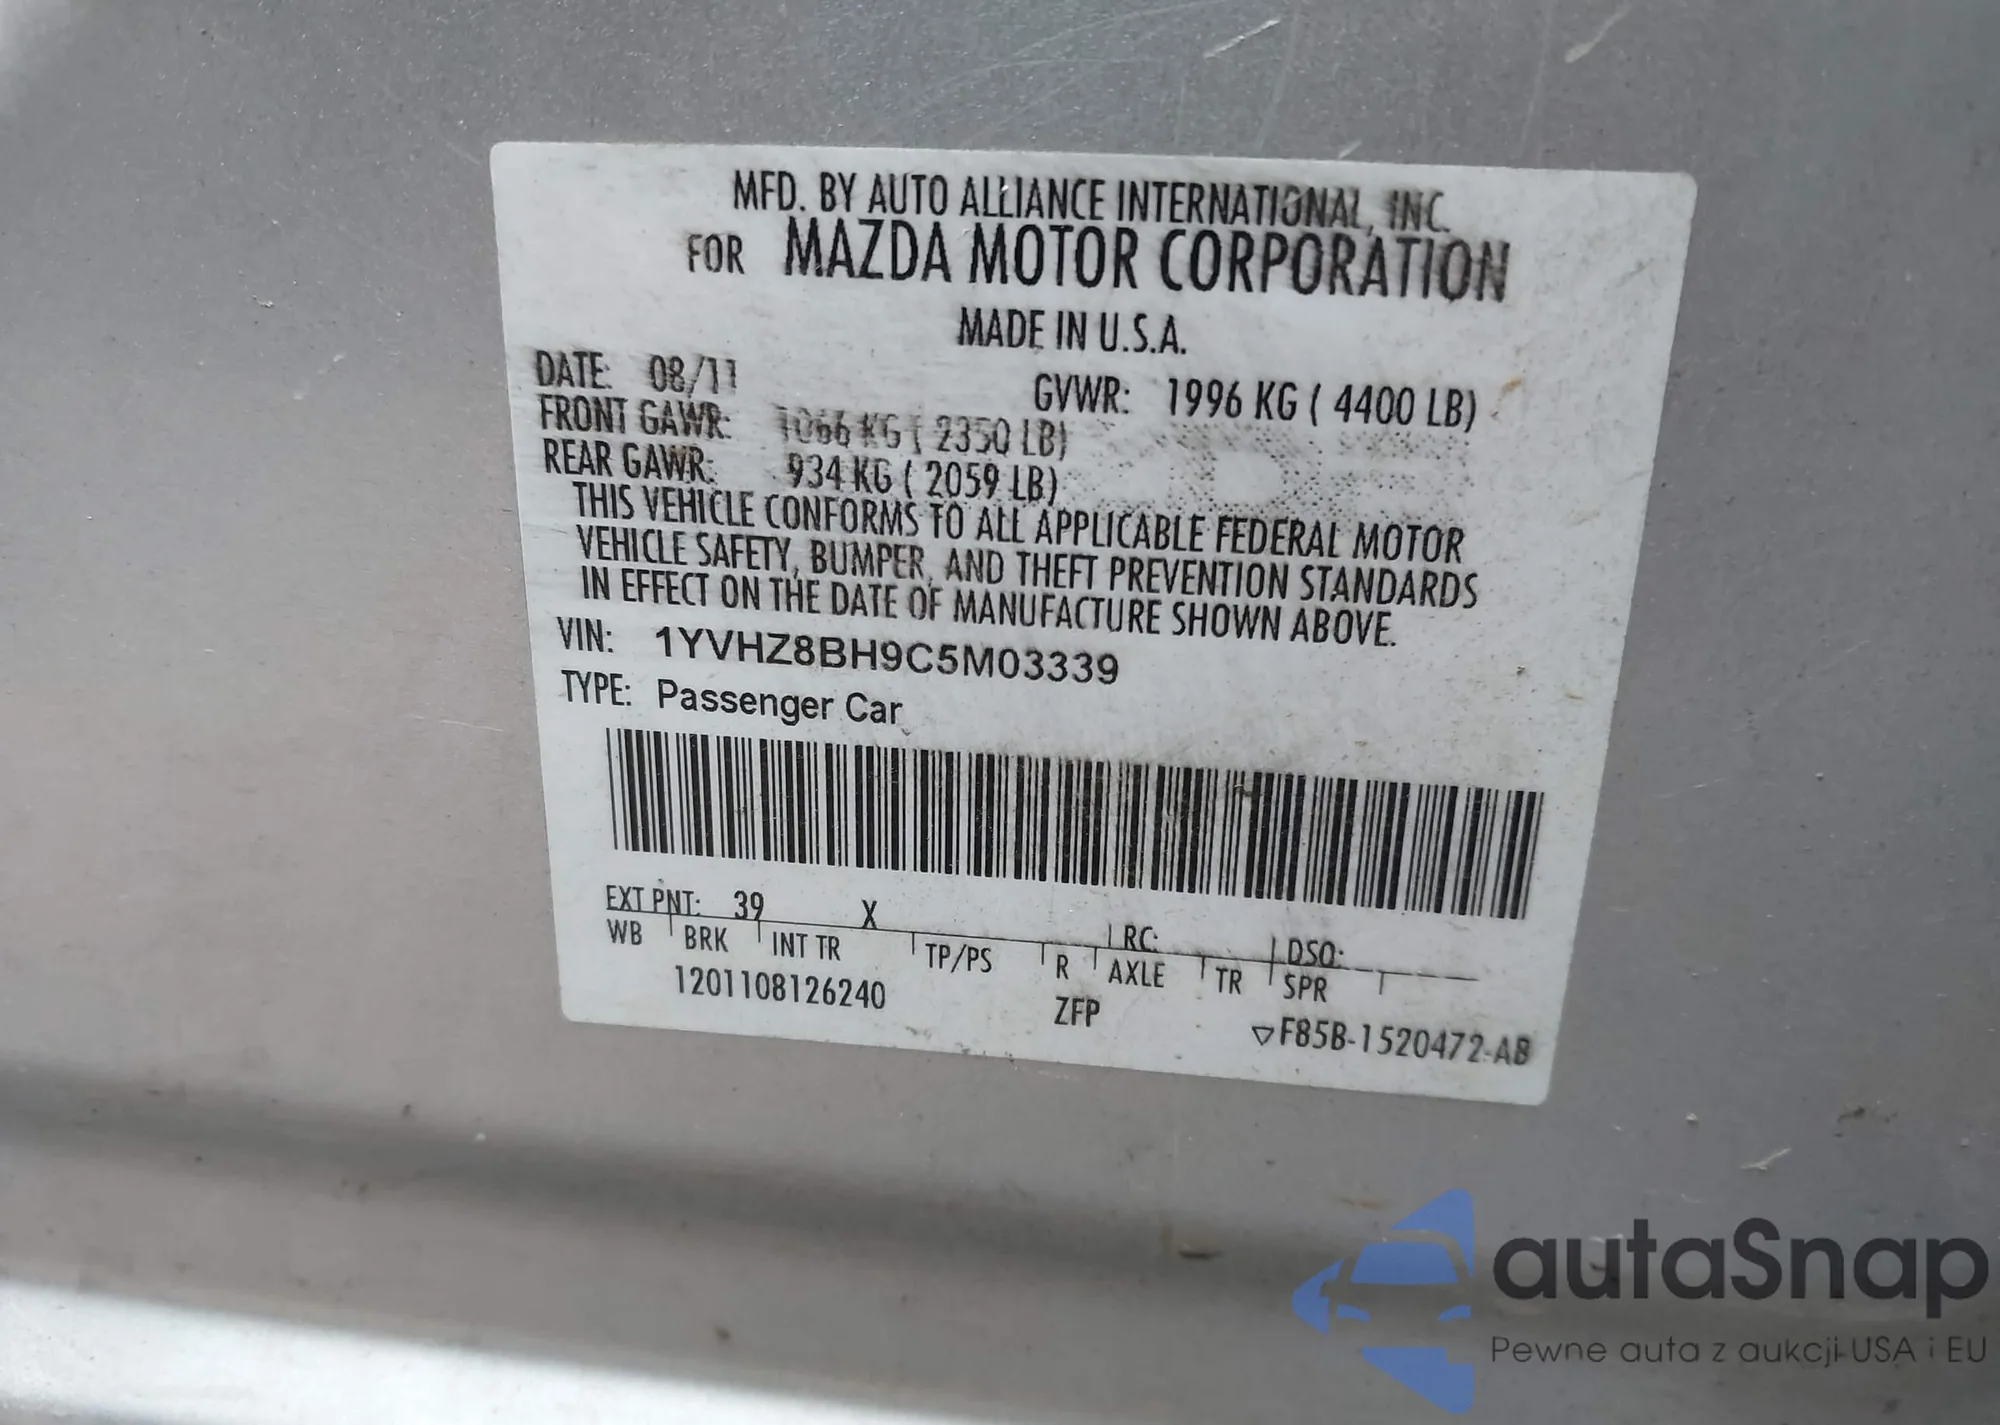 MFD. BY AUTO ALLIANCE INTERNATIONAL, INC.
FOR MAZDA MOTOR CORPORATION
MADE IN U.S.A.
DATE: 08/11 GVWR: 1996 KG ( 4400 LB)
FRONT GAWR: 1066 KG ( 2350 LB)
REAR GAWR: 934 KG ( 2059 LB)
THIS VEHICLE CONFORMS TO ALL APPLICABLE FEDERAL MOTOR
VEHICLE SAFETY, BUMPER, AND THEFT PREVENTION STANDARDS
IN EFFECT ON THE DATE OF MANUFACTURE SHOWN ABOVE.
VIN: 1YVHZ8BH9C5M03339
TYPE: Passenger Car
EXT PNT: 39 X RC: DSO:
WB BRK INT TR TP/PS R AXLE TR SPR
1201108126240 ZFP ▽F85B-1520472-AB
autaSnap
Pewne auta z aukcji USA i EU